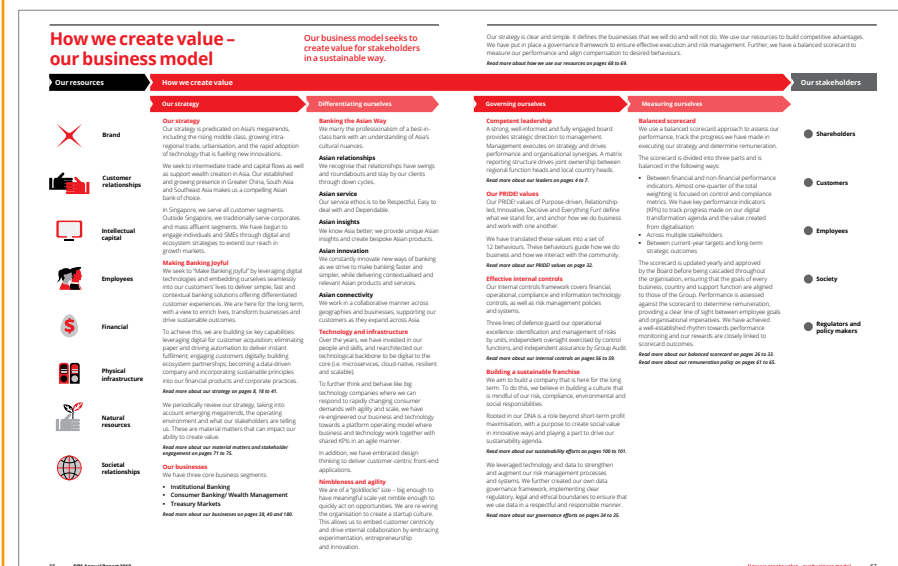 How we create value –
our business model
Our business model seeks to
create value for stakeholders
in a sustainable way.
Our strategy is clear and simple. It defines the businesses that we will do and will not do. We use our resources to build competitive advantages.
We have put in place a governance framework to ensure effective execution and risk management. Further, we have a balanced scorecard to
measure our performance and align compensation to desired behaviours.
Read more about how we use our resources on pages 68 to 69.
Our resources
How we create value
Our stakeholders
Our strategy
Differentiating ourselves
Governing ourselves
Measuring ourselves
Brand
Customer
relationships
Intellectual
capital
Employees
Financial
Physical
infrastructure
Natural
resources
Societal
relationships
Our strategy
Our strategy is predicated on Asia's megatrends,
including the rising middle class, growing intra-
regional trade, urbanisation, and the rapid adoption
of technology that is fuelling new innovations.
We seek to intermediate trade and capital flows as well
as support wealth creation in Asia. Our established
and growing presence in Greater China, South Asia
and Southeast Asia makes us a compelling Asian
bank of choice.
In Singapore, we serve all customer segments.
Outside Singapore, we traditionally serve corporates
and mass affluent segments. We have begun to
engage individuals and SMEs through digital and
ecosystem strategies to extend our reach in
growth markets.
Making Banking Joyful
We seek to "Make Banking Joyful" by leveraging digital
technologies and embedding ourselves seamlessly
into our customers' lives to deliver simple, fast and
contextual banking solutions offering differentiated
customer experiences. We are here for the long term,
with a view to enrich lives, transform businesses and
drive sustainable outcomes.
To achieve this, we are building six key capabilities:
leveraging digital for customer acquisition; eliminating
paper and driving automation to deliver instant
fulfilment; engaging customers digitally; building
ecosystem partnerships; becoming a data-driven
company and incorporating sustainable principles
into our financial products and corporate practices.
Read more about our strategy on pages 8, 18 to 41.
We periodically review our strategy, taking into
account emerging megatrends, the operating
environment and what our stakeholders are telling
us. These are material matters that can impact our
ability to create value.
Read more about our material matters and stakeholder
engagement on pages 71 to 75.
Our businesses
We have three core business segments:
• Institutional Banking
• Consumer Banking/ Wealth Management
• Treasury Markets
Read more about our businesses on pages 38, 40 and 180.
Banking the Asian Way
We marry the professionalism of a best-in-
class bank with an understanding of Asia's
cultural nuances.
Asian relationships
We recognise that relationships have swings
and roundabouts and stay by our clients
through down cycles.
Asian service
Our service ethos is to be Respectful, Easy to
deal with and Dependable.
Asian insights
We know Asia better; we provide unique Asian
insights and create bespoke Asian products.
Asian innovation
We constantly innovate new ways of banking
as we strive to make banking faster and
simpler, while delivering contextualised and
relevant Asian products and services.
Asian connectivity
We work in a collaborative manner across
geographies and businesses, supporting our
customers as they expand across Asia.
Technology and infrastructure
Over the years, we have invested in our
people and skills, and rearchitected our
technological backbone to be digital to the
core (i.e. microservices, cloud-native, resilient
and scalable).
To further think and behave like big
technology companies where we can
respond to rapidly changing consumer
demands with agility and scale, we have
re-engineered our business and technology
towards a platform operating model where
business and technology work together with
shared KPIs in an agile manner.
In addition, we have embraced design
thinking to deliver customer-centric front-end
applications.
Nimbleness and agility
We are of a "goldilocks" size – big enough to
have meaningful scale yet nimble enough to
quickly act on opportunities. We are re-wiring
the organisation to create a startup culture.
This allows us to embed customer centricity
and drive internal collaboration by embracing
experimentation, entrepreneurship
and innovation.
Competent leadership
A strong, well-informed and fully engaged board
provides strategic direction to management.
Management executes on strategy and drives
performance and organisational synergies. A matrix
reporting structure drives joint ownership between
regional function heads and local country heads.
Read more about our leaders on pages 4 to 7.
Our PRIDE! values
Our PRIDE! values of Purpose-driven, Relationship-
led, Innovative, Decisive and Everything Fun! define
what we stand for, and anchor how we do business
and work with one another.
We have translated these values into a set of
12 behaviours. These behaviours guide how we do
business and how we interact with the community.
Read more about our PRIDE! values on page 32.
Effective internal controls
Our internal controls framework covers financial,
operational, compliance and information technology
controls, as well as risk management policies
and systems.
Three lines of defence guard our operational
excellence: identification and management of risks
by units, independent oversight exercised by control
functions, and independent assurance by Group Audit.
Read more about our internal controls on pages 56 to 59.
Building a sustainable franchise
We aim to build a company that is here for the long
term. To do this, we believe in building a culture that
is mindful of our risk, compliance, environmental and
social responsibilities.
Rooted in our DNA is a role beyond short-term profit
maximisation, with a purpose to create social value
in innovative ways and playing a part to drive our
sustainability agenda.
Read more about our sustainability efforts on pages 100 to 101.
We leveraged technology and data to strengthen
and augment our risk management processes
and systems. We further created our own data
governance framework, implementing clear
regulatory, legal and ethical boundaries to ensure that
we use data in a respectful and responsible manner.
Read more about our governance efforts on pages 34 to 35.
Balanced scorecard
We use a balanced scorecard approach to assess our
performance, track the progress we have made in
executing our strategy and determine remuneration.
The scorecard is divided into three parts and is
balanced in the following ways:
• Between financial and non-financial performance
indicators. Almost one-quarter of the total
weighting is focused on control and compliance
metrics. We have key performance indicators
(KPIs) to track progress made on our digital
transformation agenda and the value created
from digitalisation
• Across multiple stakeholders
• Between current-year targets and long-term
strategic outcomes
The scorecard is updated yearly and approved
by the Board before being cascaded throughout
the organisation, ensuring that the goals of every
business, country and support function are aligned
to those of the Group. Performance is assessed
against the scorecard to determine remuneration,
providing a clear line of sight between employee goals
and organisational imperatives. We have achieved
a well-established rhythm towards performance
monitoring and our rewards are closely linked to
scorecard outcomes.
Read more about our balanced scorecard on pages 26 to 33.
Read more about our remuneration policy on pages 61 to 65.
Shareholders
Customers
Employees
Society
Regulators and
policy makers